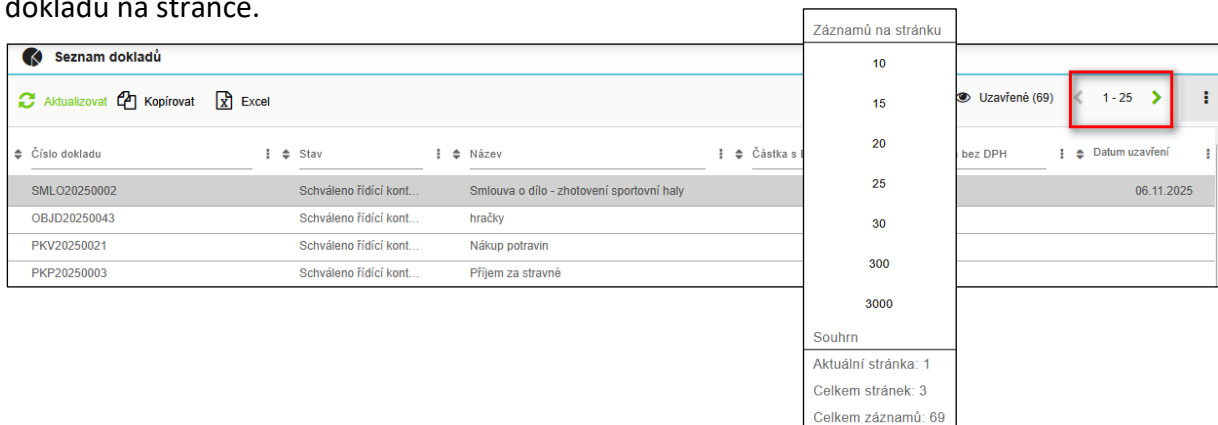 dokladů na stránce.
Seznam dokladů
Aktualizovat Kopírovat Excel Uzavřené (69) 1 - 25
Číslo dokladu Stav Název Částka s bez DPH Datum uzavření
SMLO20250002 Schváleno řídící kont... Smlouva o dílo - zhotovení sportovní haly 06.11.2025
OBJD20250043 Schváleno řídící kont... hračky
PKV20250021 Schváleno řídící kont... Nákup potravin
PKP20250003 Schváleno řídící kont... Příjem za stravné
Záznamů na stránku
10
15
20
25
30
300
3000
Souhrn
Aktuální stránka: 1
Celkem stránek: 3
Celkem záznamů: 69